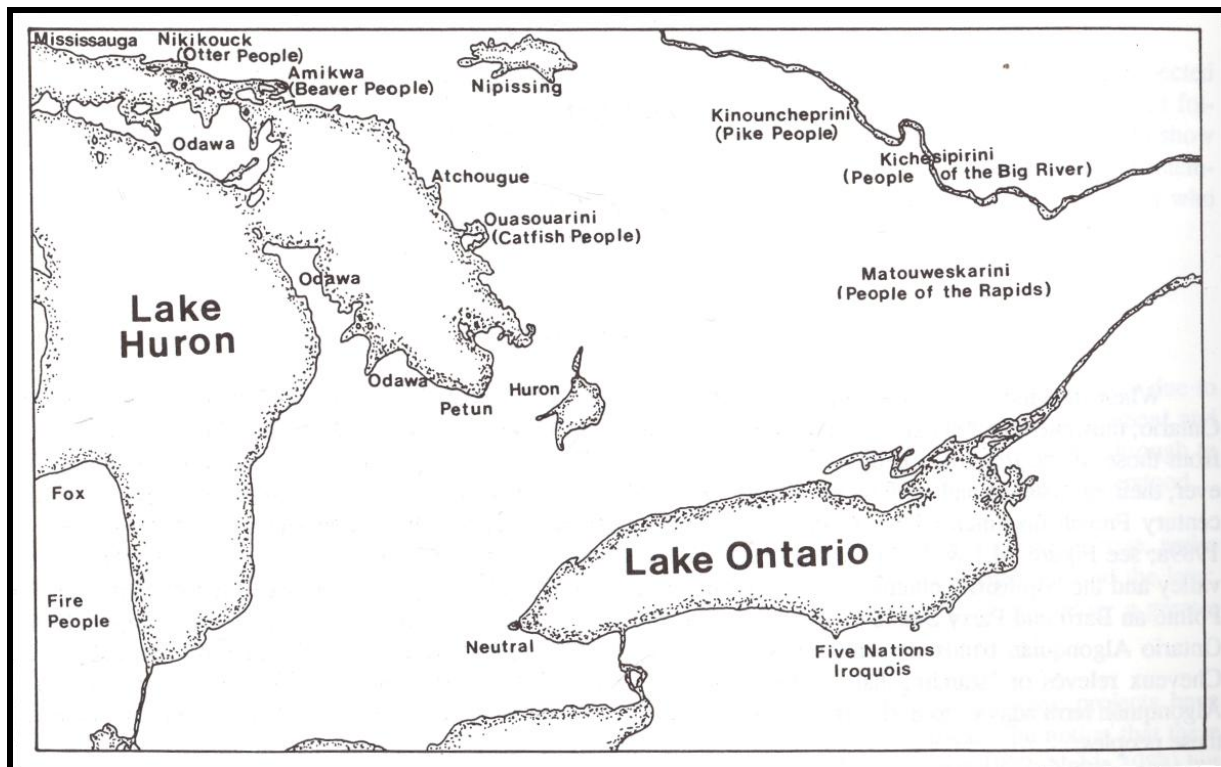 Mississauga
Nikikouck
(Otter People)
Amikwa
(Beaver People)
Nipissing
Odawa
Kinouncheprini
(Pike People)
Kichesipirini
(People of the Big River)
Atchougue
Ouasouarini
(Catfish People)
Odawa
Matouweskarini
(People of the Rapids)
Lake
Huron
Odawa
Huron
Petun
Fox
Lake Ontario
Fire
People
Neutral
Five Nations
Iroquois